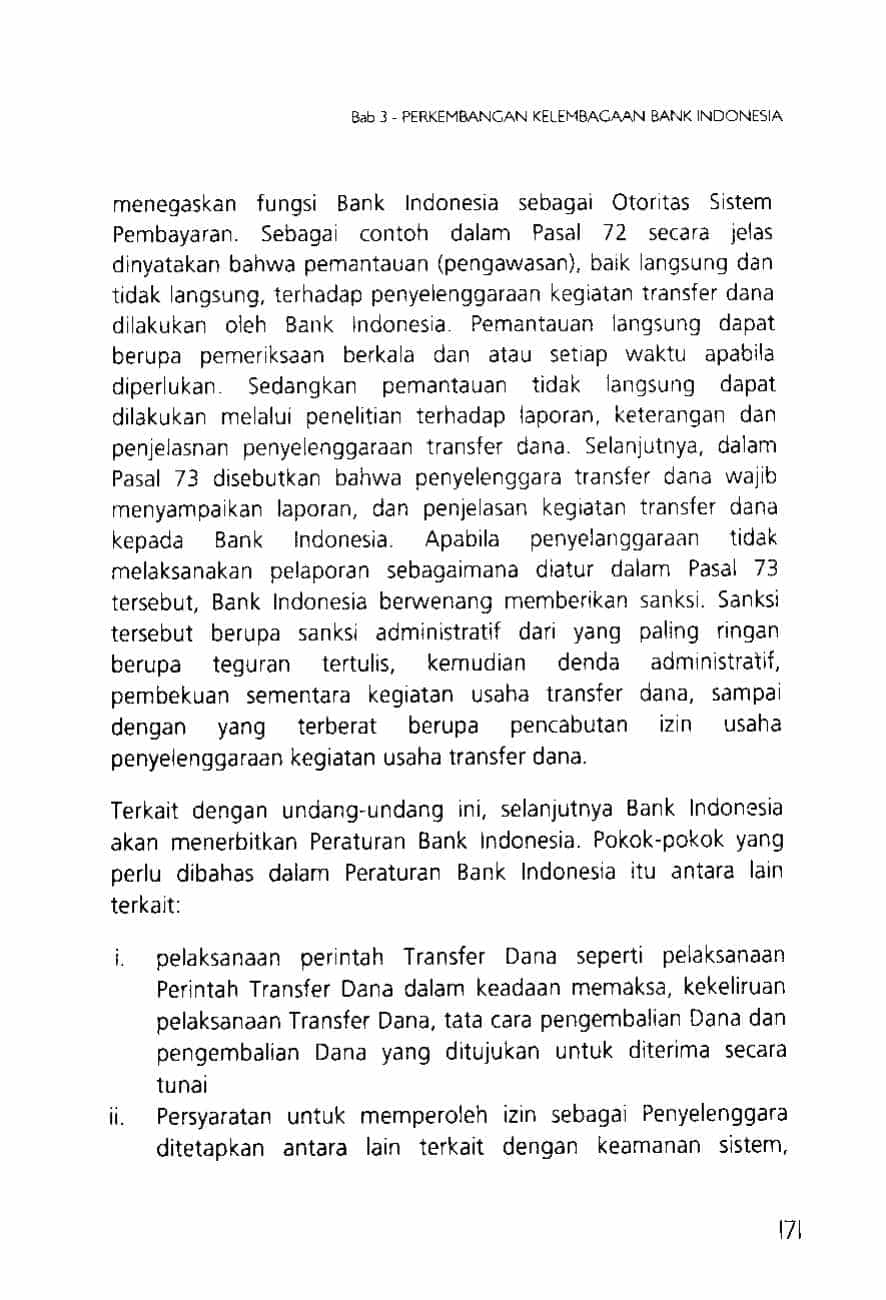 Bab 3 - PERKEMBANGAN KELEMBAGAAN BANK INDONESIA
menegaskan fungsi Bank Indonesia sebagai Otoritas Sistem
Pembayaran. Sebagai contoh dalam Pasal 72 secara jelas
dinyatakan bahwa pemantauan (pengawasan), baik langsung dan
tidak langsung, terhadap penyelenggaraan kegiatan transfer dana
dilakukan oleh Bank Indonesia. Pemantauan langsung dapat
berupa pemeriksaan berkala dan atau setiap waktu apabila
diperlukan. Sedangkan pemantauan tidak langsung dapat
dilakukan melalui penelitian terhadap laporan, keterangan dan
penjelasnan penyelenggaraan transfer dana. Selanjutnya, dalam
Pasal 73 disebutkan bahwa penyelenggara transfer dana wajib
menyampaikan laporan, dan penjelasan kegiatan transfer dana
kepada Bank Indonesia. Apabila penyelanggaraan tidak
melaksanakan pelaporan sebagaimana diatur dalam Pasal 73
tersebut, Bank Indonesia berwenang memberikan sanksi. Sanksi
tersebut berupa sanksi administratif dari yang paling ringan
berupa teguran tertulis, kemudian denda administratif,
pembekuan sementara kegiatan usaha transfer dana, sampai
dengan yang terberat berupa pencabutan izin usaha
penyelenggaraan kegiatan usaha transfer dana.
Terkait dengan undang-undang ini, selanjutnya Bank Indonesia
akan menerbitkan Peraturan Bank Indonesia. Pokok-pokok yang
perlu dibahas dalam Peraturan Bank Indonesia itu antara lain
terkait:
i. pelaksanaan perintah Transfer Dana seperti pelaksanaan
Perintah Transfer Dana dalam keadaan memaksa, kekeliruan
pelaksanaan Transfer Dana, tata cara pengembalian Dana dan
pengembalian Dana yang ditujukan untuk diterima secara
tunai
ii. Persyaratan untuk memperoleh izin sebagai Penyelenggara
ditetapkan antara lain terkait dengan keamanan sistem,
171